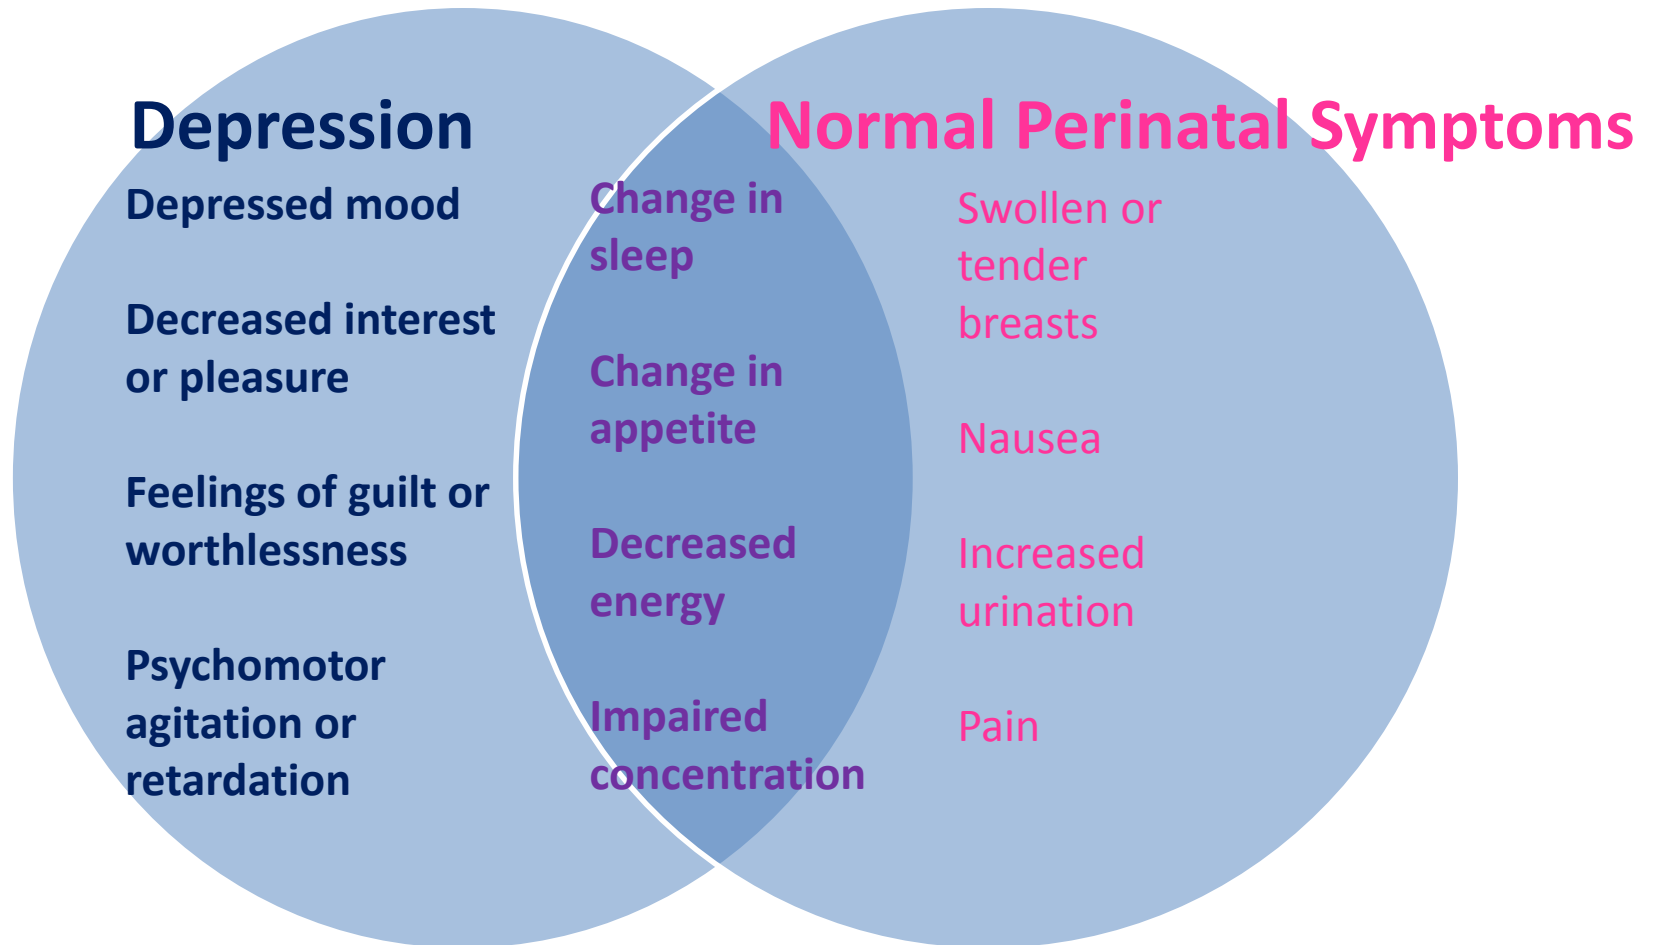 Depression
Depressed mood
Decreased interest
or pleasure
Feelings of guilt or
worthlessness
Psychomotor
agitation or
retardation
Change in
sleep
Change in
appetite
Decreased
energy
Impaired
concentration
Normal Perinatal Symptoms
Swollen or
tender
breasts
Nausea
Increased
urination
Pain